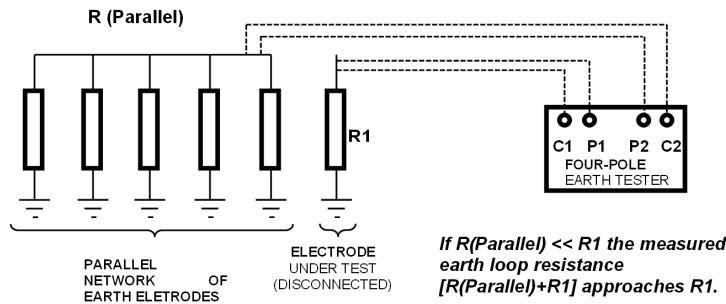 R (Parallel)
R1
C1 P1 P2 C2
FOUR-POLE
EARTH TESTER
PARALLEL
NETWORK OF
EARTH ELETRODES
ELECTRODE
UNDER TEST
(DISCONNECTED)
If R(Parallel) << R1 the measured
earth loop resistance
[R(Parallel)+R1] approaches R1.